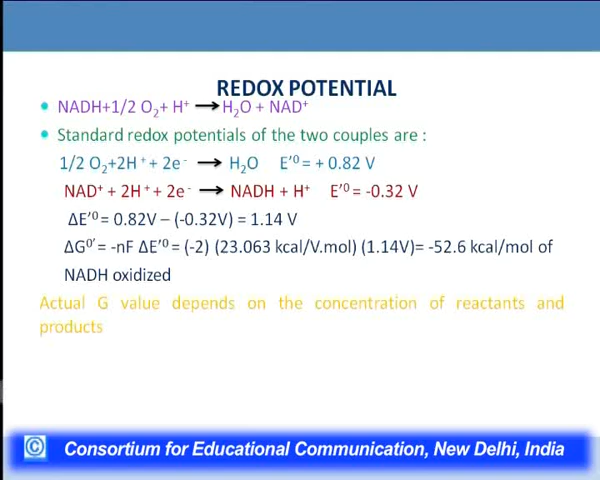 REDOX POTENTIAL
• NADH+1/2 O₂+ H⁺ → H₂O + NAD⁺
• Standard redox potentials of the two couples are :
1/2 O₂+2H⁺ + 2e⁻ → H₂O E′⁰ = + 0.82 V
NAD⁺ + 2H⁺ + 2e⁻ → NADH + H⁺ E′⁰ = -0.32 V
ΔE′⁰ = 0.82V – (-0.32V) = 1.14 V
ΔG⁰′ = -nF ΔE′⁰ = (-2) (23.063 kcal/V.mol) (1.14V)= -52.6 kcal/mol of
NADH oxidized
Actual G value depends on the concentration of reactants and
products
© Consortium for Educational Communication, New Delhi, India